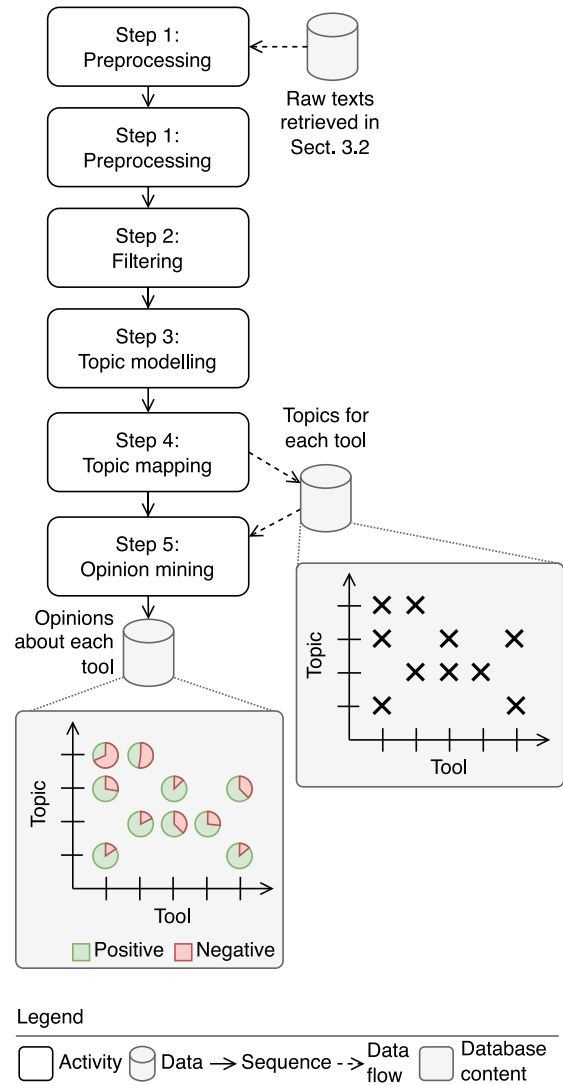 Step 1:
Preprocessing
Raw texts
retrieved in
Sect. 3.2
Step 1:
Preprocessing
Step 2:
Filtering
Step 3:
Topic modelling
Topics for
each tool
Step 4:
Topic mapping
Step 5:
Opinion mining
Opinions
about each
tool
Topic
Tool
Topic
Tool
Positive
Negative
Legend
Activity
Data
Sequence
Data
flow
Database
content